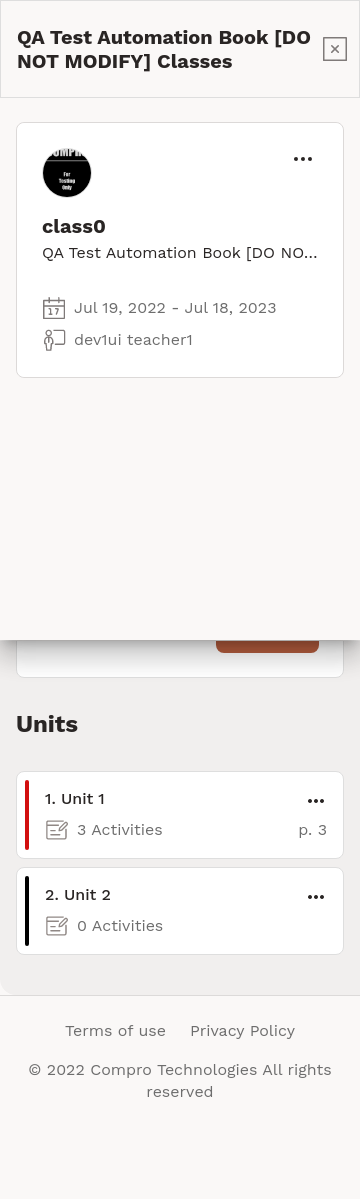 QA Test Automation Book [DO
NOT MODIFY] Classes
For
Testing
Only
class0
QA Test Automation Book [DO NO...
17
Jul 19, 2022 - Jul 18, 2023
dev1ui teacher1
Units
1. Unit 1
3 Activities
p. 3
2. Unit 2
0 Activities
Terms of use
Privacy Policy
© 2022 Compro Technologies All rights
reserved